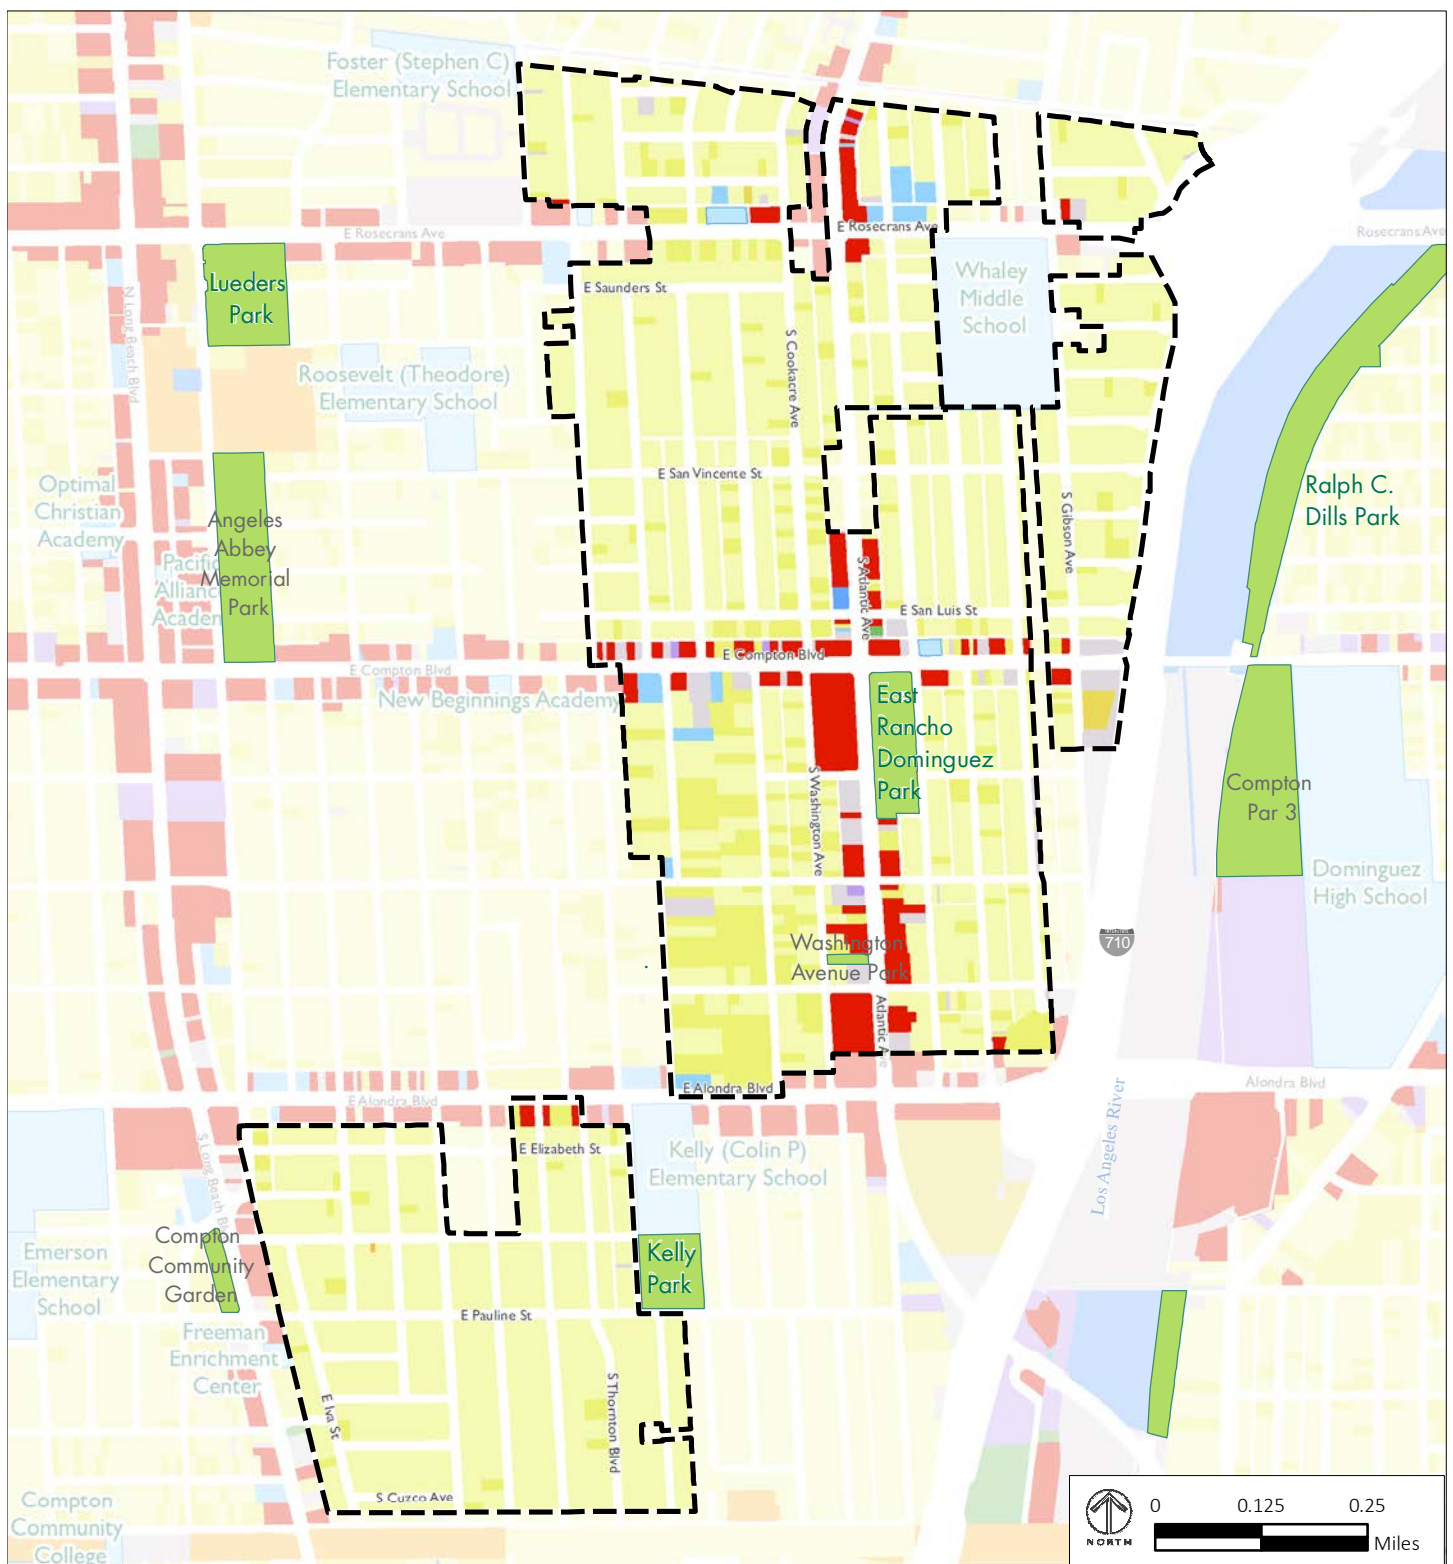 Foster (Stephen C)
Elementary School
E Rosecrans Ave
E Rosecrans Ave
Rosecrans Ave
Lueders
Park
Whaley
Middle
School
E Saunders St
N Long Beach Blvd
S Cookacre Ave
Roosevelt (Theodore)
Elementary School
E San Vincente St
Optimal
Christian
Academy
Angeles
Abbey
Memorial
Park
Pacific
Alliance
Academ
S Gibson Ave
Ralph C.
Dills Park
S Atlantic Ave
E San Luis St
E Compton Blvd
E Compton Blvd
New Beginnings Academy
East
Rancho
Dominguez
Park
S Washington Ave
Compton
Par 3
Dominguez
High School
710
Washington
Avenue Park
Atlantic A
E Alondra Blvd
Alondra Blvd
E Alondra Blvd
Los Angeles River
S Long Beach Bl
E Elizabeth St
Kelly (Colin P)
Elementary School
Compton
Community
Garden
Emerson
Elementary
School
Kelly
Park
E Pauline St
Freeman
Enrichment
Center
E Iva St
S Thornton Blvd
S Cuzco Ave
Compton
Community
College
NORTH
0 0.125 0.25
Miles